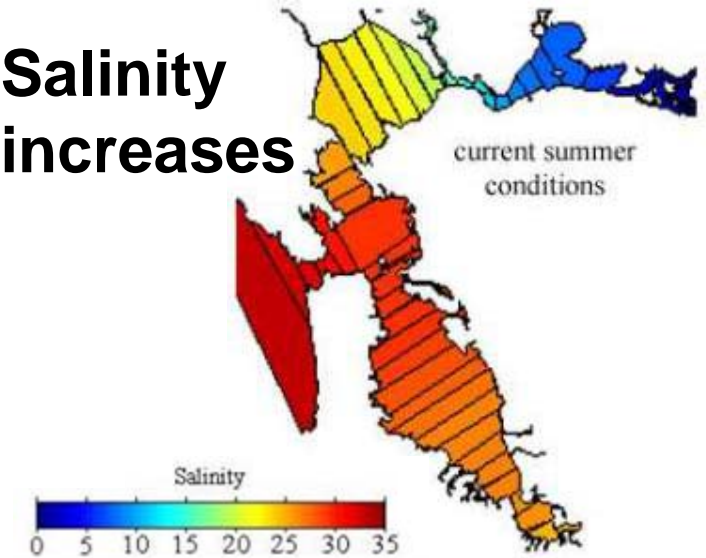 Salinity
increases
current summer
conditions
Salinity
0 5 10 15 20 25 30 35